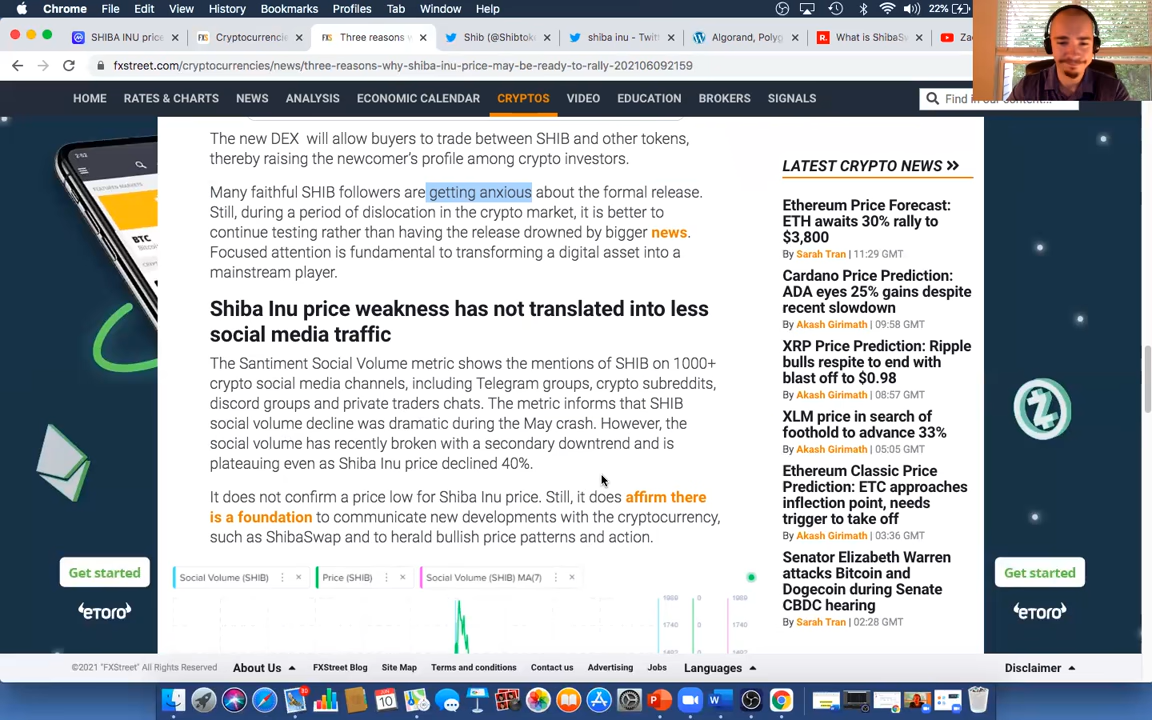 Chrome File Edit View History Bookmarks Profiles Tab Window Help 22%
SHIBA INU price Cryptocurrencie Three reasons Shib (@Shibtok shiba inu - Twitt Algorand, Polyg What is ShibaSw Zac
fxstreet.com/cryptocurrencies/news/three-reasons-why-shiba-inu-price-may-be-ready-to-rally-202106092159
HOME RATES & CHARTS NEWS ANALYSIS ECONOMIC CALENDAR CRYPTOS VIDEO EDUCATION BROKERS SIGNALS Find in our content...
The new DEX will allow buyers to trade between SHIB and other tokens,
thereby raising the newcomer's profile among crypto investors.
Many faithful SHIB followers are getting anxious about the formal release.
Still, during a period of dislocation in the crypto market, it is better to
continue testing rather than having the release drowned by bigger news.
Focused attention is fundamental to transforming a digital asset into a
mainstream player.
Shiba Inu price weakness has not translated into less
social media traffic
The Santiment Social Volume metric shows the mentions of SHIB on 1000+
crypto social media channels, including Telegram groups, crypto subreddits,
discord groups and private traders chats. The metric informs that SHIB
social volume decline was dramatic during the May crash. However, the
social volume has recently broken with a secondary downtrend and is
plateauing even as Shiba Inu price declined 40%.
It does not confirm a price low for Shiba Inu price. Still, it does affirm there
is a foundation to communicate new developments with the cryptocurrency,
such as ShibaSwap and to herald bullish price patterns and action.
Social Volume (SHIB) Price (SHIB) Social Volume (SHIB) MA(7)
1989 0 1989
1740 0 1740
LATEST CRYPTO NEWS
Ethereum Price Forecast:
ETH awaits 30% rally to
$3,800
By Sarah Tran | 11:29 GMT
Cardano Price Prediction:
ADA eyes 25% gains despite
recent slowdown
By Akash Girimath | 09:58 GMT
XRP Price Prediction: Ripple
bulls respite to end with
blast off to $0.98
By Akash Girimath | 08:57 GMT
XLM price in search of
foothold to advance 33%
By Akash Girimath | 05:05 GMT
Ethereum Classic Price
Prediction: ETC approaches
inflection point, needs
trigger to take off
By Akash Girimath | 03:36 GMT
Senator Elizabeth Warren
attacks Bitcoin and
Dogecoin during Senate
CBDC hearing
By Sarah Tran | 02:28 GMT
BTC
Get started
etoro
Get started
etoro
©2021 "FXStreet" All Rights Reserved About Us FXStreet Blog Site Map Terms and conditions Contact us Advertising Jobs Languages Disclaimer
10